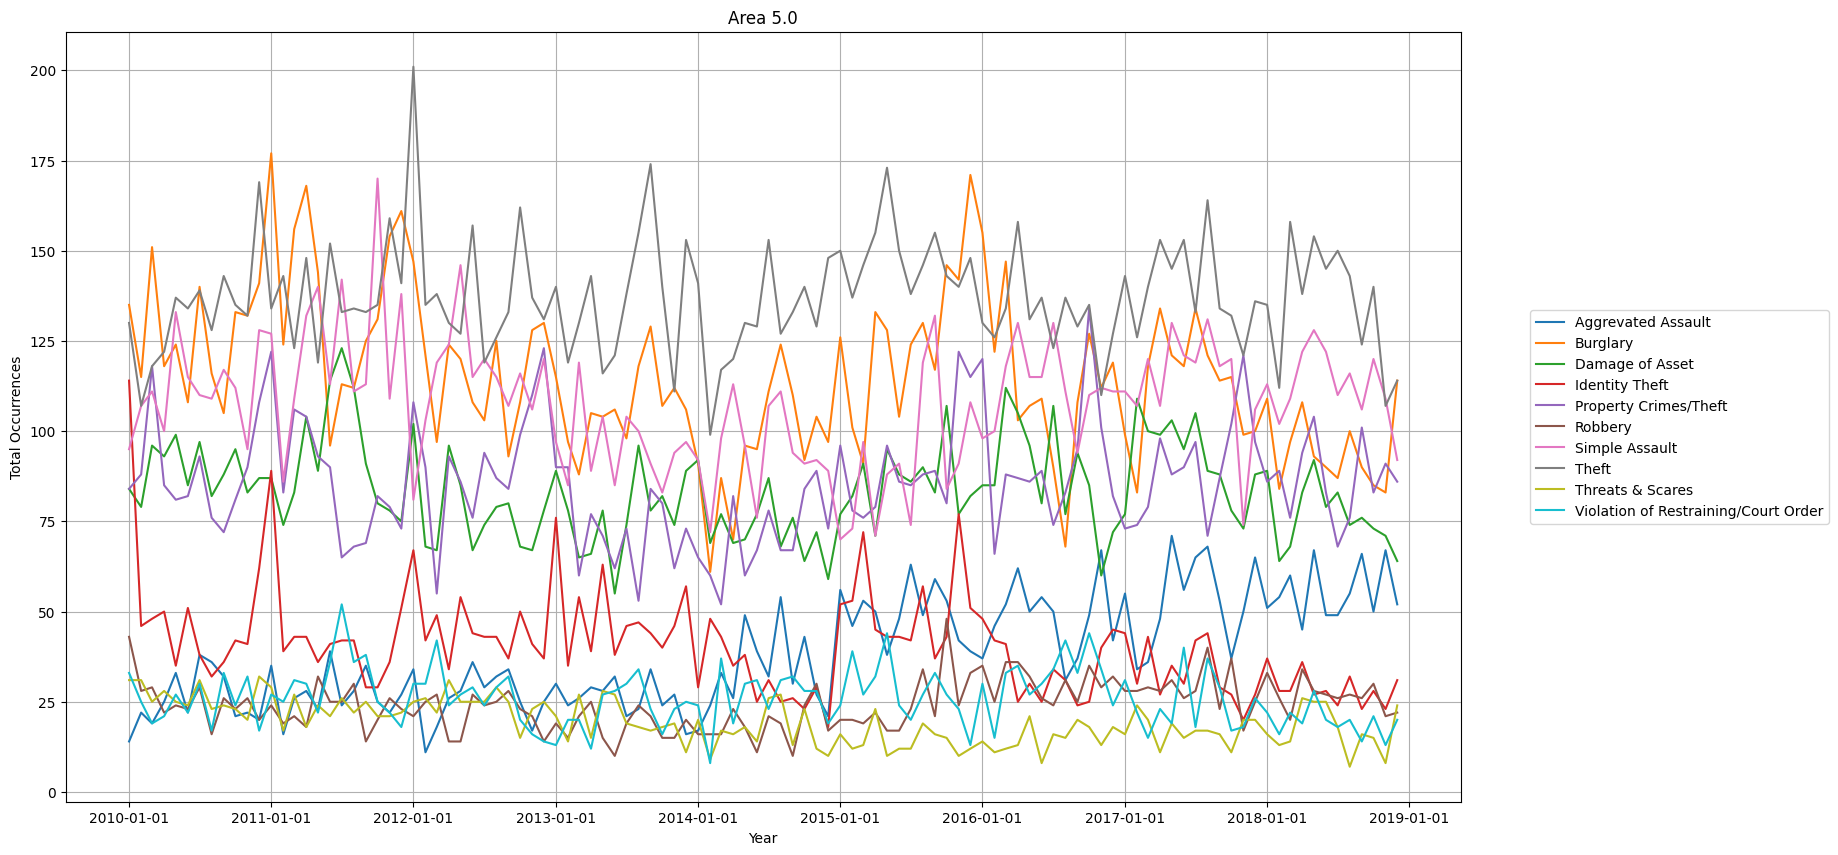 Area 5.0
200
175
150
125
100
75
50
25
0
Total Occurrences
2010-01-01
2011-01-01
2012-01-01
2013-01-01
2014-01-01
2015-01-01
2016-01-01
2017-01-01
2018-01-01
2019-01-01
Year
Aggrevated Assault
Burglary
Damage of Asset
Identity Theft
Property Crimes/Theft
Robbery
Simple Assault
Theft
Threats & Scares
Violation of Restraining/Court Order